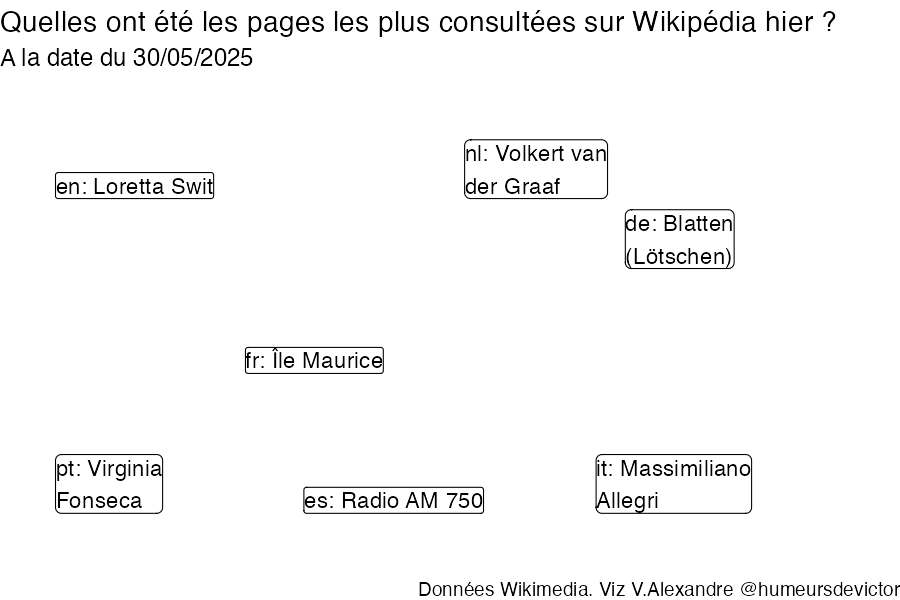 Quelles ont été les pages les plus consultées sur Wikipédia hier ?
A la date du 30/05/2025
nl: Volkert van
der Graaf
en: Loretta Swit
de: Blatten
(Lötschen)
fr: Île Maurice
pt: Virginia
Fonseca
es: Radio AM 750
it: Massimiliano
Allegri
Données Wikimedia. Viz V.Alexandre @humeursdevictor